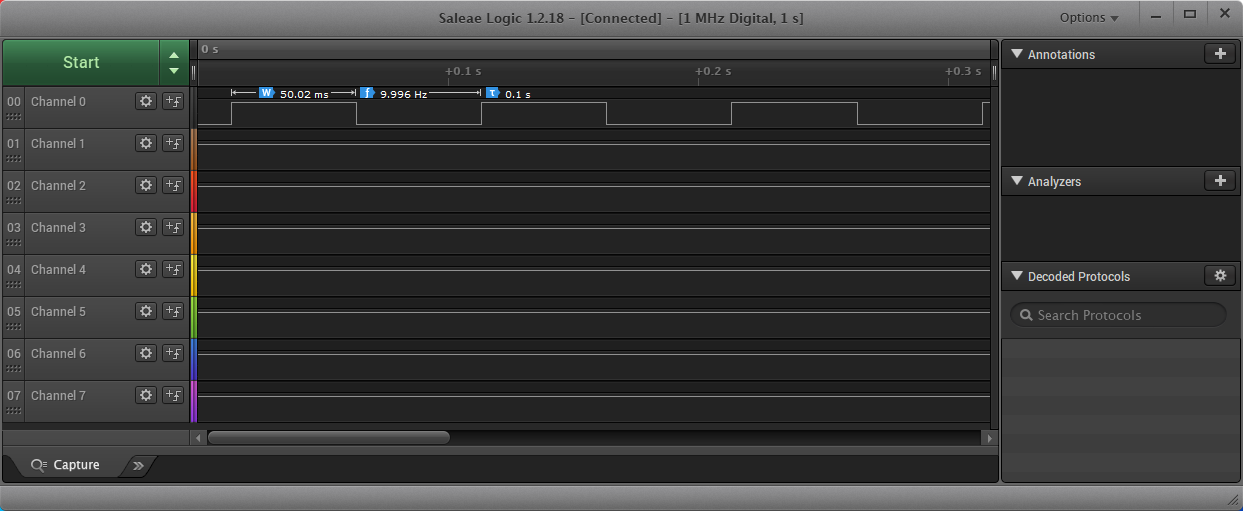 Saleae Logic 1.2.18 - [Connected] - [1 MHz Digital, 1 s]
Options
Start
0 s
+0.1 s +0.2 s +0.3 s
W 50.02 ms f 9.996 Hz τ 0.1 s
00 Channel 0
01 Channel 1
02 Channel 2
03 Channel 3
04 Channel 4
05 Channel 5
06 Channel 6
07 Channel 7
Capture
Annotations
Analyzers
Decoded Protocols
Search Protocols